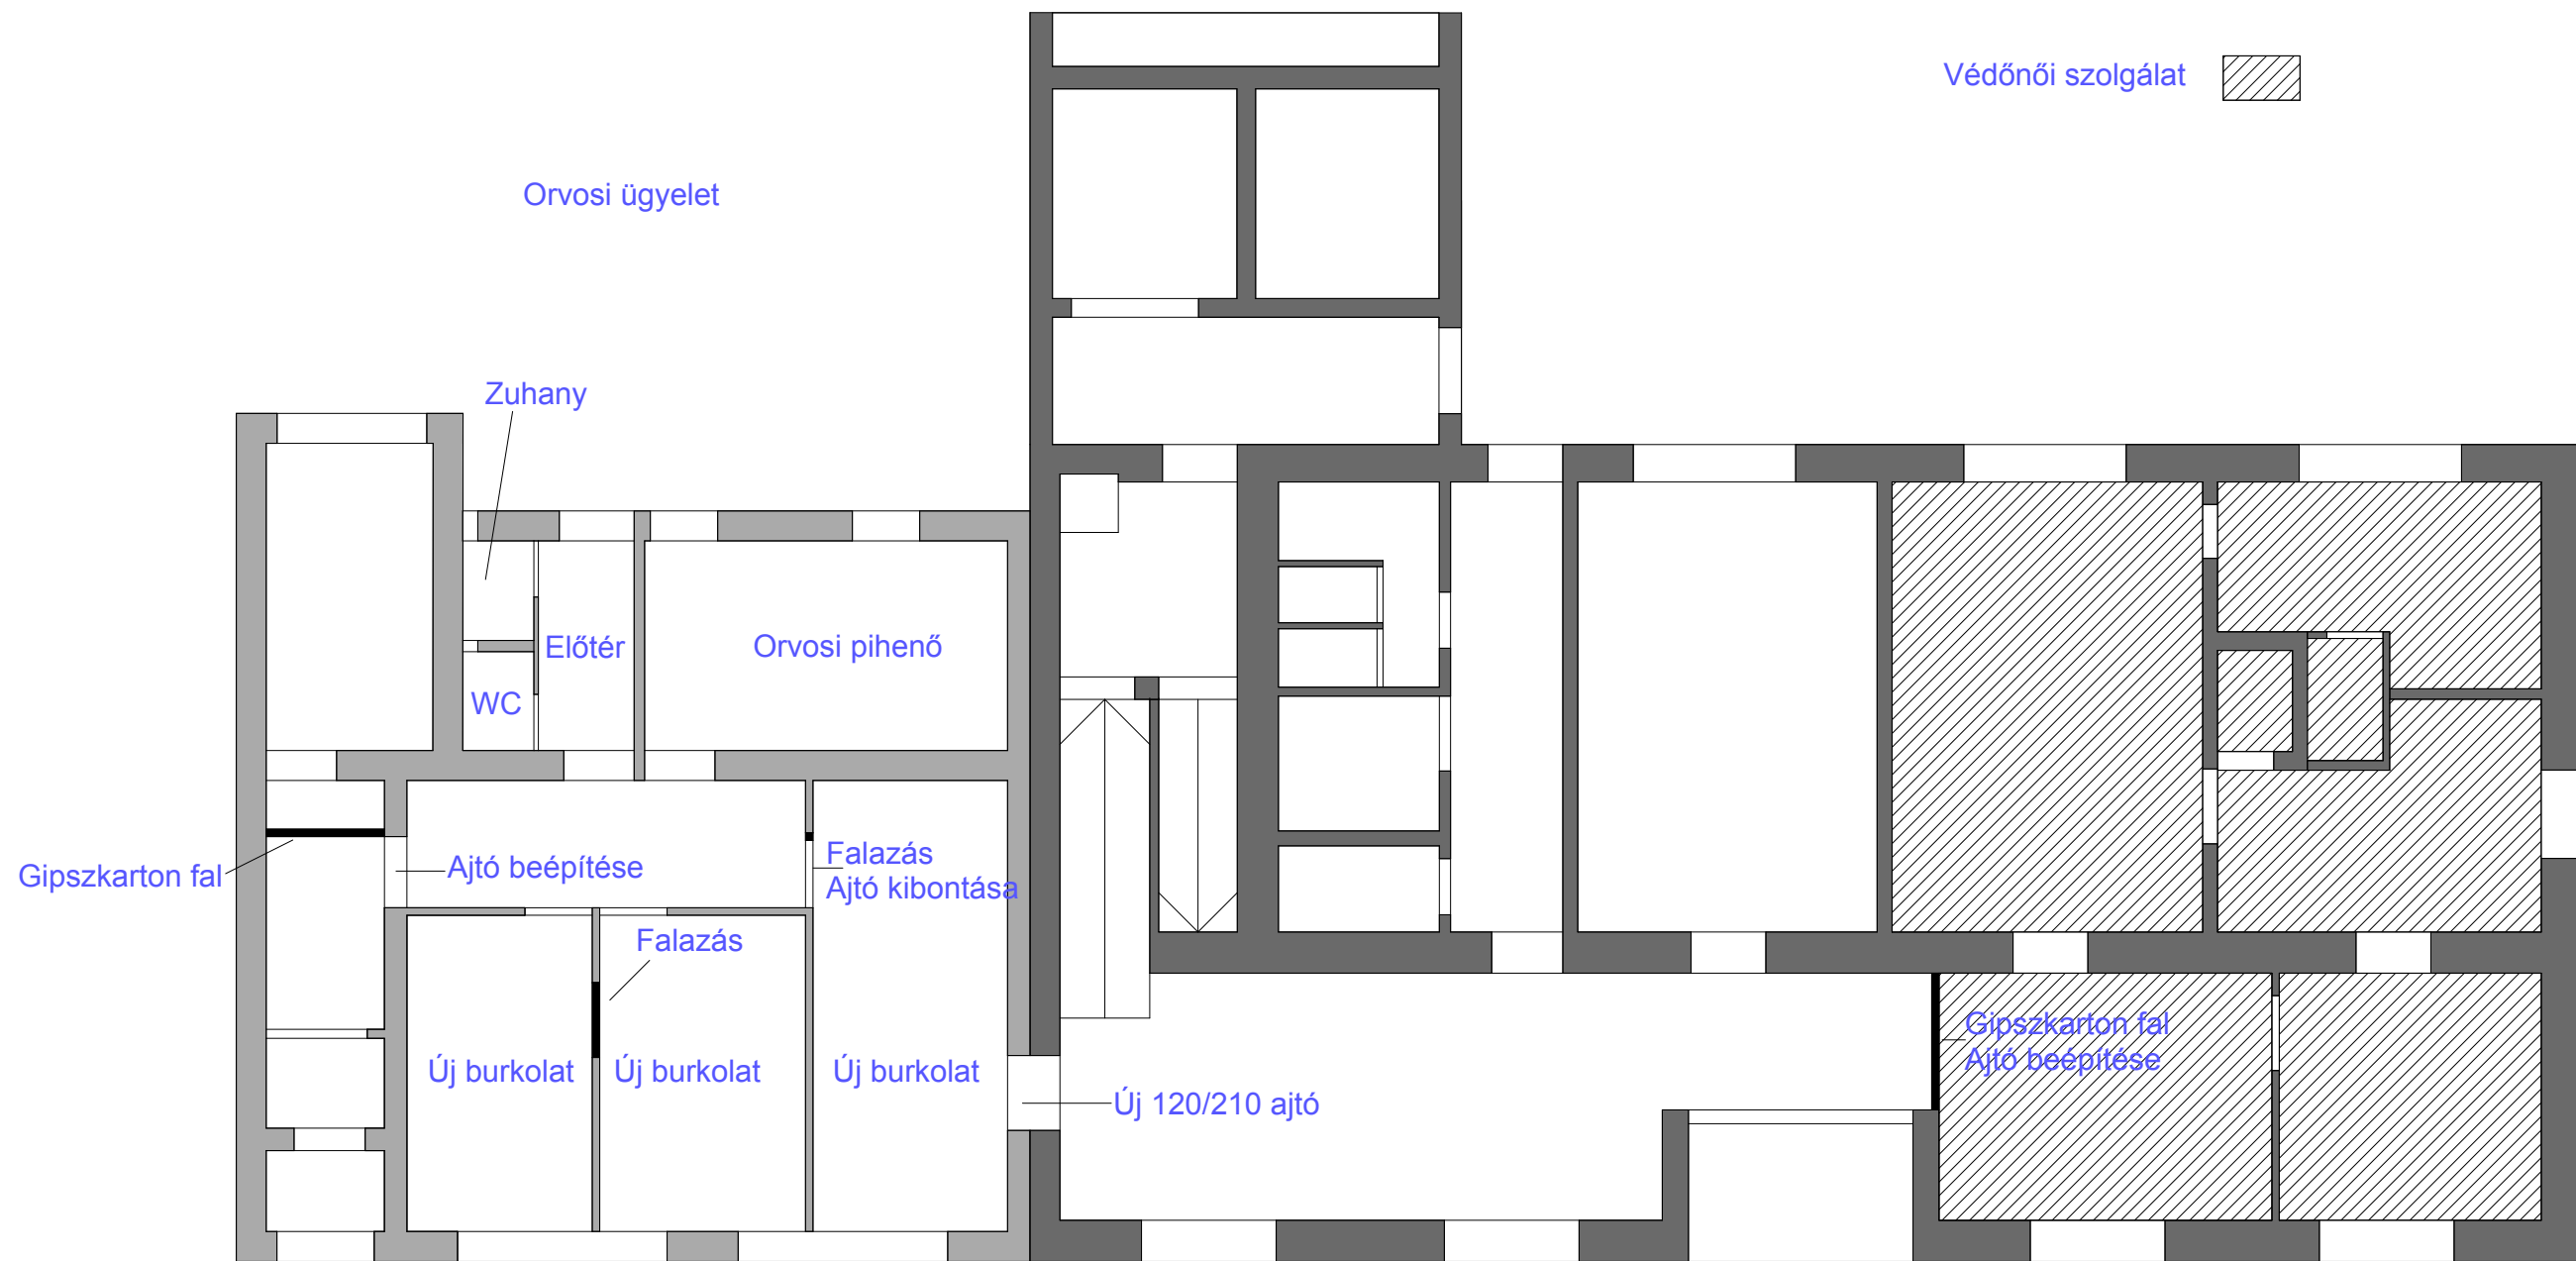 Védőnői szolgálat
Orvosi ügyelet
Zuhany
Előtér
Orvosi pihenő
WC
Gipszkarton fal
Ajtó beépítése
Falazás
Ajtó kibontása
Falazás
Új burkolat
Új burkolat
Új burkolat
Új 120/210 ajtó
Gipszkarton fal
Ajtó beépítése